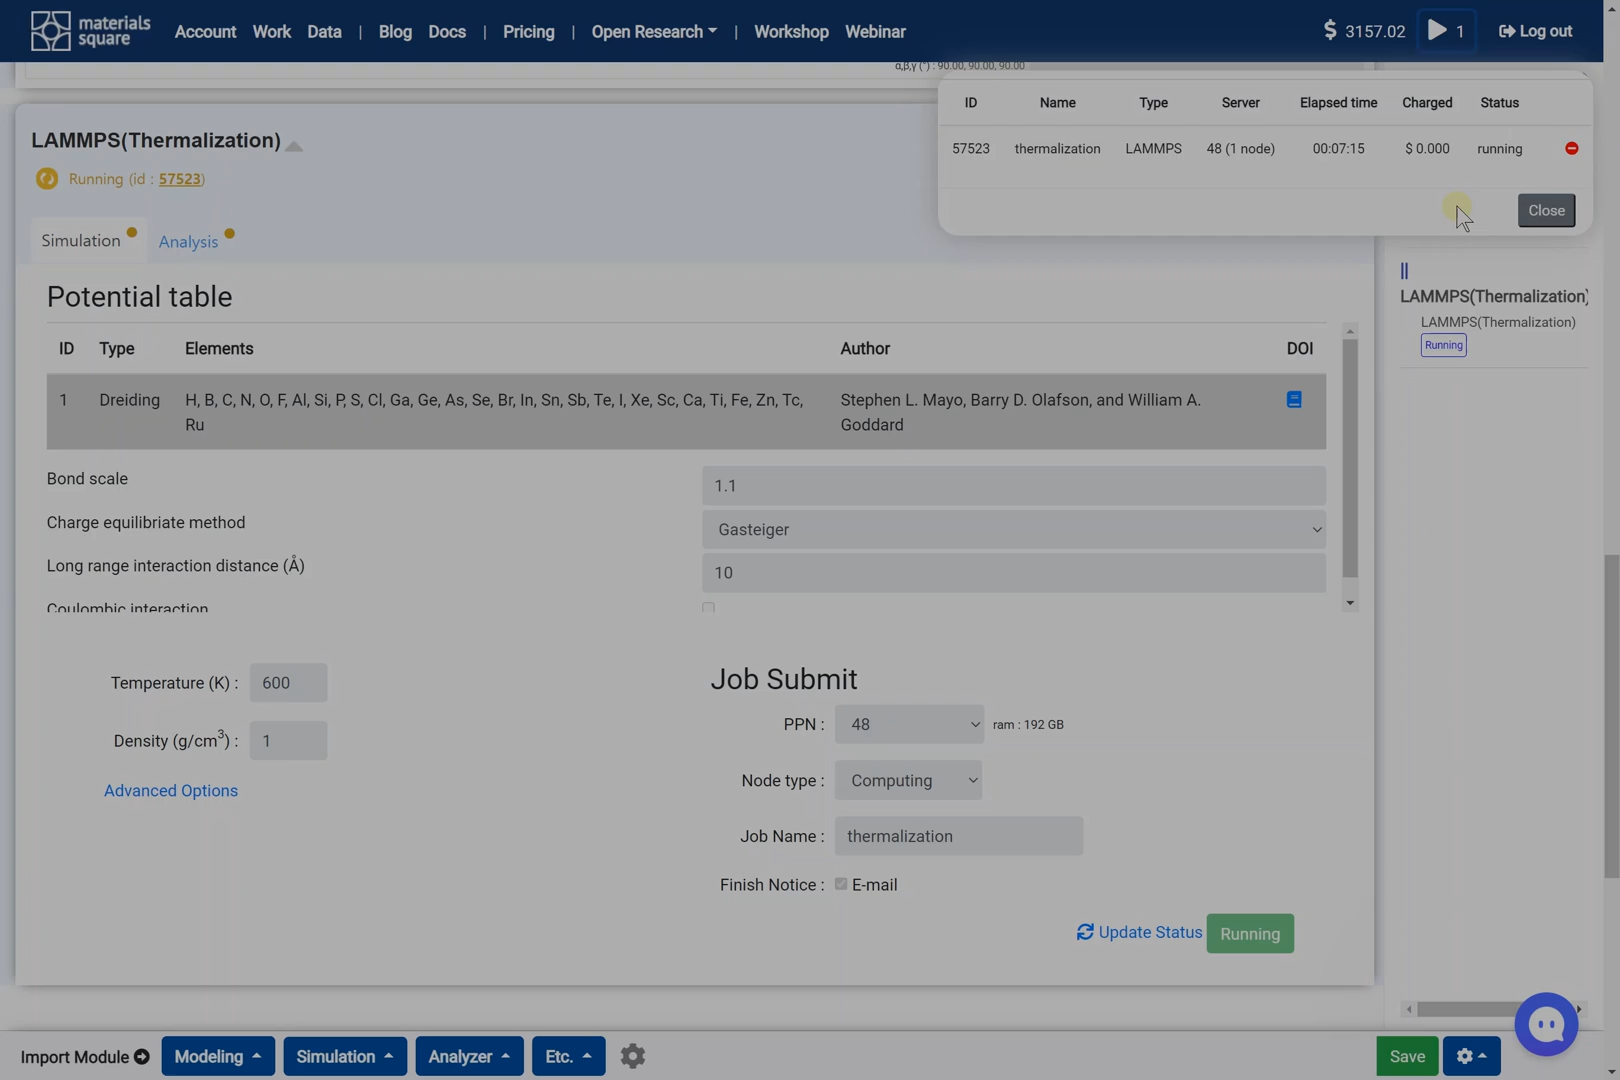 materials
square
Account Work Data | Blog Docs | Pricing | Open Research | Workshop Webinar
$ 3157.02 1 Log out
α,β,γ (°) : 90.00, 90.00, 90.00
ID Name Type Server Elapsed time Charged Status
57523 thermalization LAMMPS 48 (1 node) 00:07:15 $ 0.000 running
Close
LAMMPS(Thermalization)
Running (id : 57523)
Simulation Analysis
Potential table
ID Type Elements Author DOI
1 Dreiding H, B, C, N, O, F, Al, Si, P, S, Cl, Ga, Ge, As, Se, Br, In, Sn, Sb, Te, I, Xe, Sc, Ca, Ti, Fe, Zn, Tc, Stephen L. Mayo, Barry D. Olafson, and William A.
Ru Goddard
Bond scale 1.1
Charge equilibriate method Gasteiger
Long range interaction distance (Å) 10
Coulombic interaction
Temperature (K) : 600
Density (g/cm3) : 1
Advanced Options
Job Submit
PPN : 48 ram : 192 GB
Node type : Computing
Job Name : thermalization
Finish Notice : E-mail
Update Status Running
LAMMPS(Thermalization)
LAMMPS(Thermalization)
Running
Import Module Modeling Simulation Analyzer Etc. Save